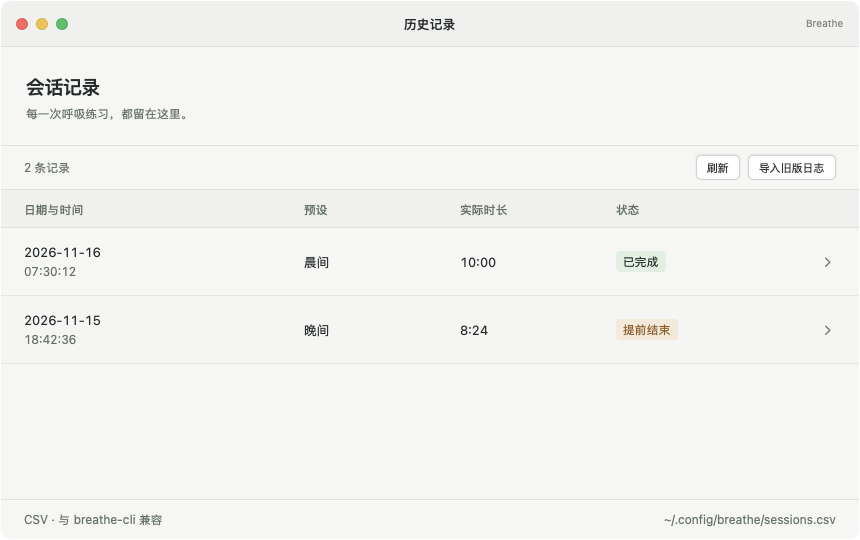 历史记录
Breathe
会话记录
每一次呼吸练习，都留在这里。
2 条记录
刷新
导入旧版日志
日期与时间 预设 实际时长 状态
2026-11-16
07:30:12
晨间 10:00 已完成
2026-11-15
18:42:36
晚间 8:24 提前结束
CSV · 与 breathe-cli 兼容
~/.config/breathe/sessions.csv